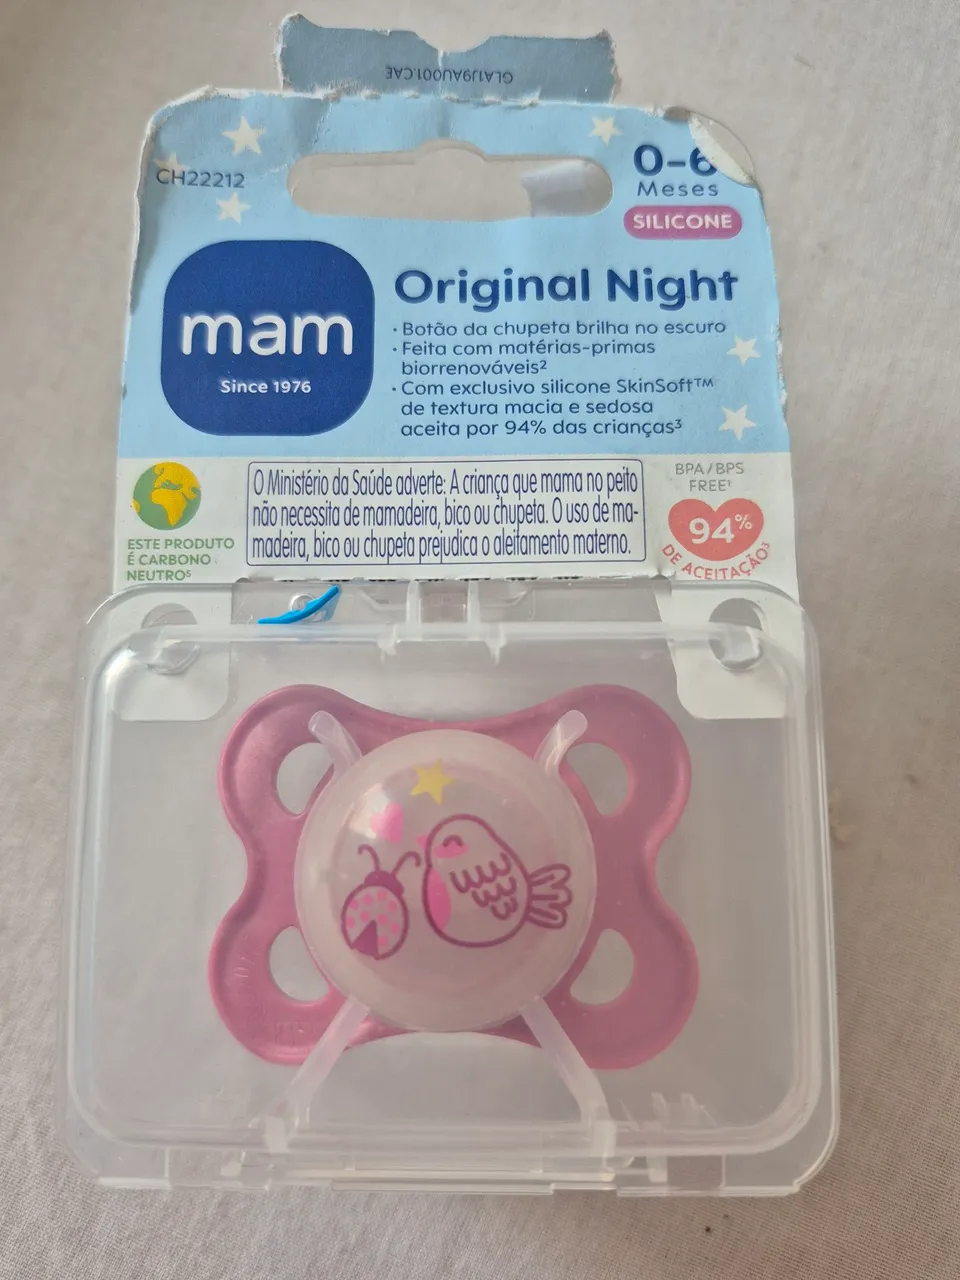 GLA1J9AU001.CAE
CH22212
0-6
Meses
SILICONE
mam
Since 1976
Original Night
· Botão da chupeta brilha no escuro
· Feita com matérias-primas
biorrenováveis²
· Com exclusivo silicone SkinSoft™
de textura macia e sedosa
aceita por 94% das crianças³
ESTE PRODUTO
É CARBONO
NEUTRO⁵
O Ministério da Saúde adverte: A criança que mama no peito
não necessita de mamadeira, bico ou chupeta. O uso de ma-
madeira, bico ou chupeta prejudica o aleitamento materno.
BPA/BPS
FREE¹
94%
DE ACEITAÇÃO³